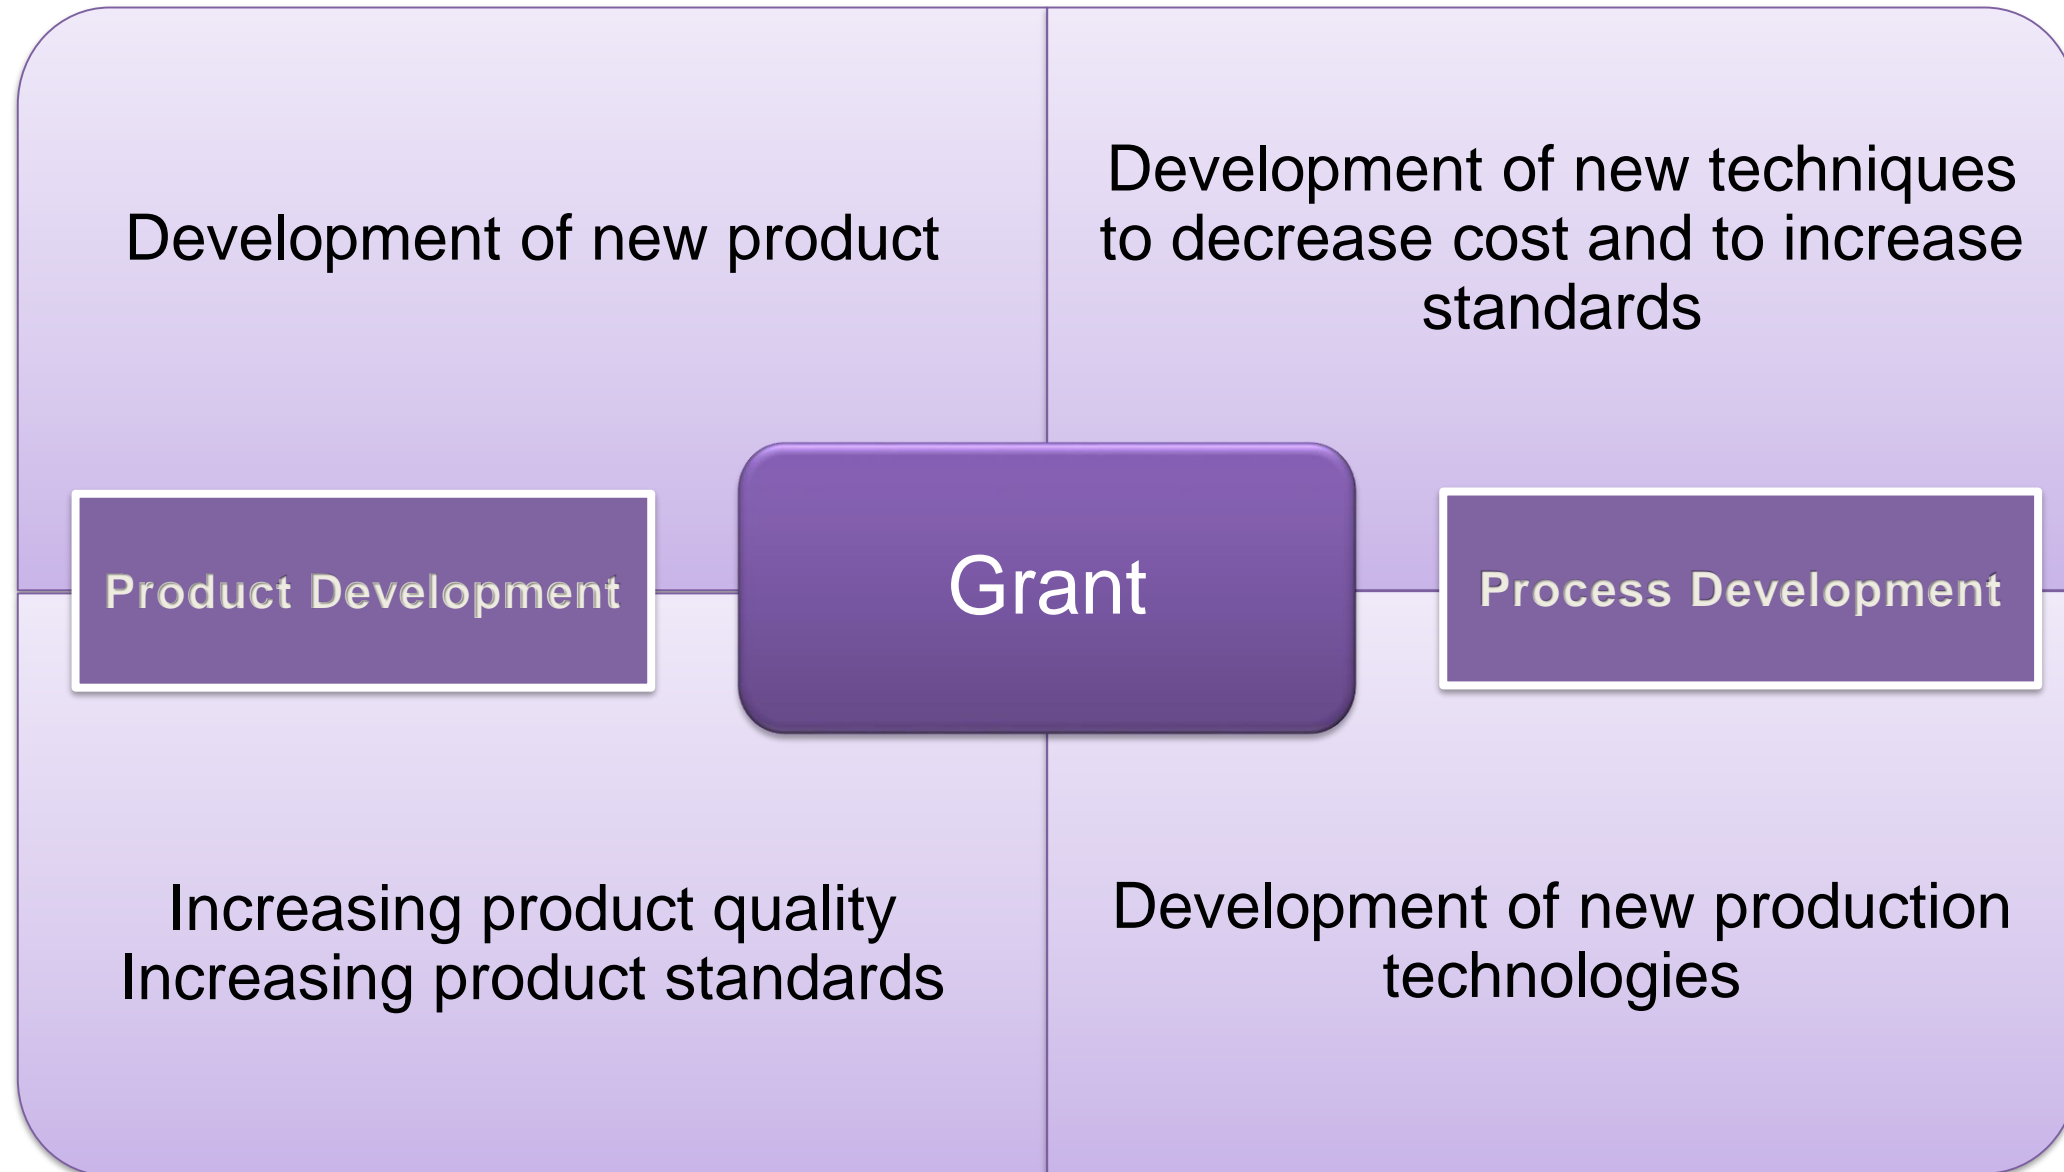 Development of new product
Development of new techniques
to decrease cost and to increase
standards
Product Development
Grant
Process Development
Increasing product quality
Increasing product standards
Development of new production
technologies